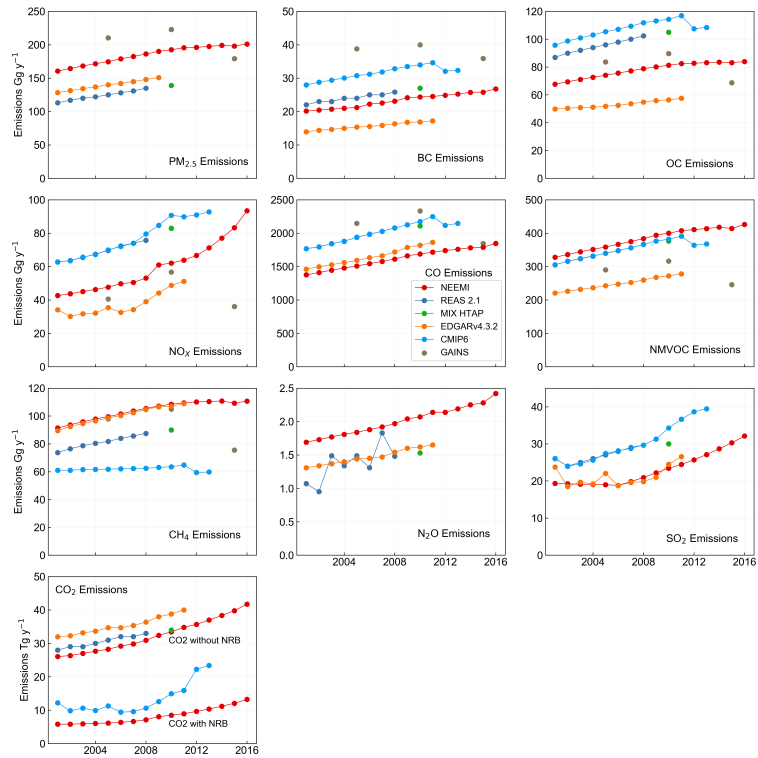 250
200
150
100
50
0
Emissions Gg y⁻¹
PM₂.₅ Emissions
50
40
30
20
10
0
BC Emissions
120
100
80
60
40
20
0
OC Emissions
100
80
60
40
20
0
Emissions Gg y⁻¹
NOX Emissions
2500
2000
1500
1000
500
0
CO Emissions
NEEMI
REAS 2.1
MIX HTAP
EDGARv4.3.2
CMIP6
GAINS
500
400
300
200
100
0
NMVOC Emissions
120
100
80
60
40
20
0
Emissions Gg y⁻¹
CH₄ Emissions
2.5
2.0
1.5
1.0
0.5
0.0
N₂O Emissions
2004 2008 2012 2016
40
30
20
10
0
SO₂ Emissions
2004 2008 2012 2016
50
40
30
20
10
0
Emissions Tg y⁻¹
CO₂ Emissions
CO2 without NRB
CO2 with NRB
2004 2008 2012 2016